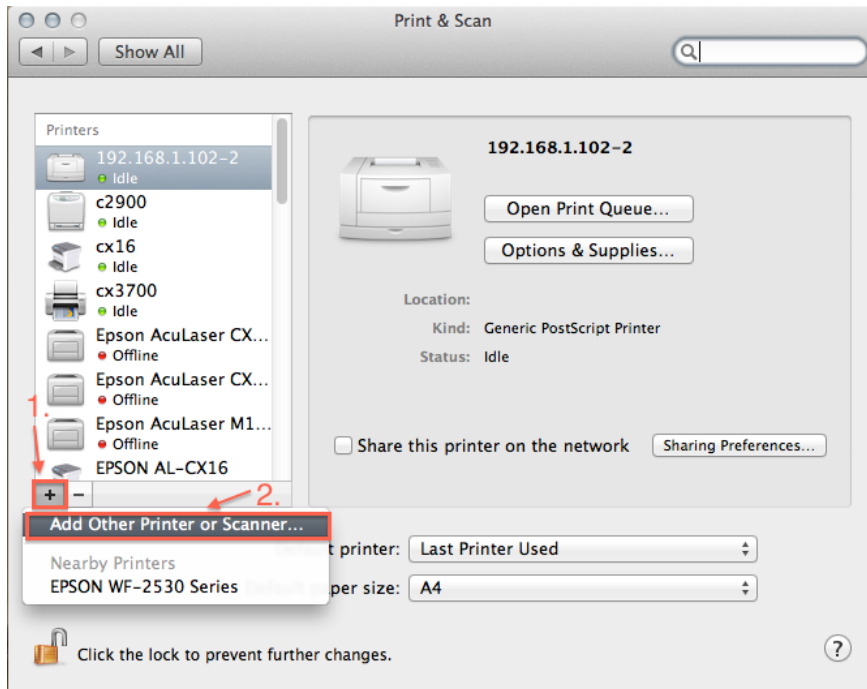 Print & Scan
Show All
Printers
192.168.1.102-2
Idle
c2900
Idle
cx16
Idle
cx3700
Idle
Epson AcuLaser CX...
Offline
Epson AcuLaser CX...
Offline
Epson AcuLaser M1...
Offline
EPSON AL-CX16
1.
+ −
2.
Add Other Printer or Scanner...
Nearby Printers
EPSON WF-2530 Series
192.168.1.102-2
Open Print Queue...
Options & Supplies...
Location:
Kind: Generic PostScript Printer
Status: Idle
Share this printer on the network
Sharing Preferences...
t printer: Last Printer Used
Default paper size: A4
Click the lock to prevent further changes.
?